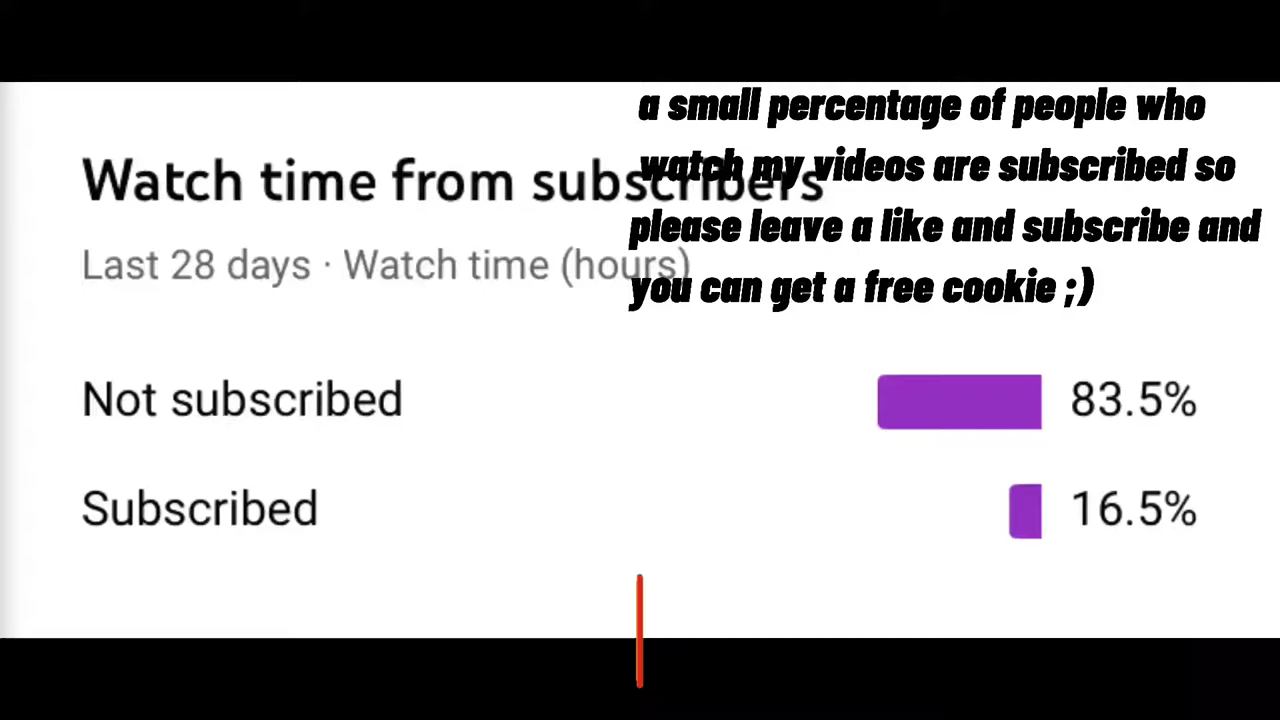 a small percentage of people who
watch my videos are subscribed so
please leave a like and subscribe and
you can get a free cookie ;)
Watch time from subscribers
Last 28 days · Watch time (hours)
Not subscribed 83.5%
Subscribed 16.5%